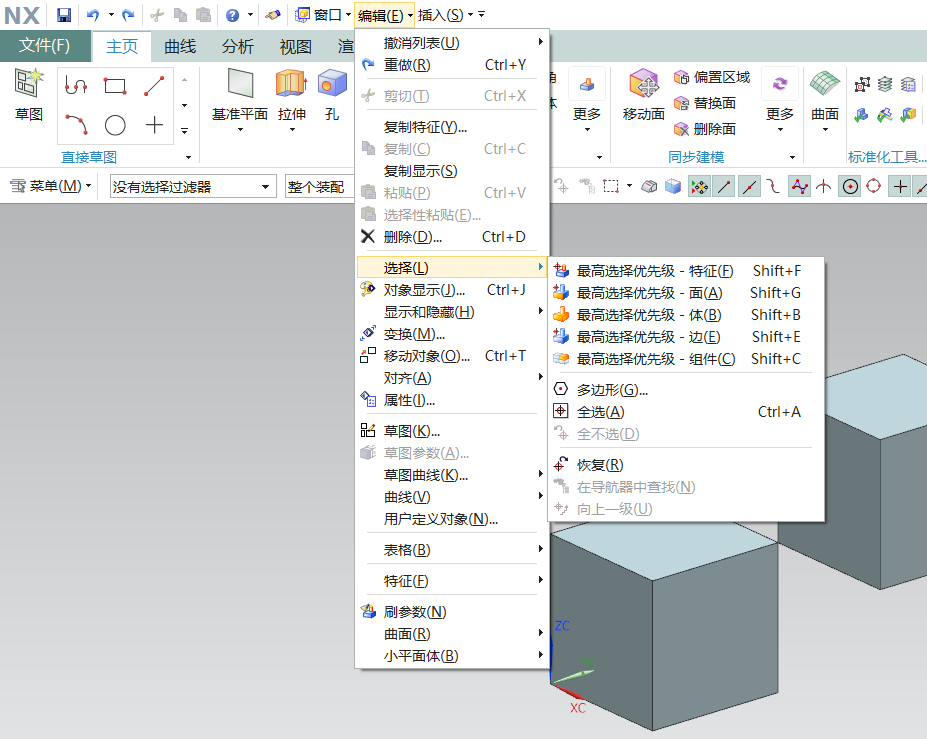 NX 窗口 编辑(E) 插入(S)
文件(F) 主页 曲线 分析 视图 渲
草图 基准平面 拉伸 孔 角 体 更多 移动面 偏置区域 替换面 删除面 更多 曲面
直接草图 同步建模 标准化工具...
菜单(M) 没有选择过滤器 整个装配
撤消列表(U)
重做(R) Ctrl+Y
剪切(T) Ctrl+X
复制特征(Y)...
复制(C) Ctrl+C
复制显示(S)
粘贴(P) Ctrl+V
选择性粘贴(E)...
删除(D)... Ctrl+D
选择(L)
对象显示(J)... Ctrl+J
显示和隐藏(H)
变换(M)...
移动对象(O)... Ctrl+T
对齐(A)
属性(I)...
草图(K)...
草图参数(A)...
草图曲线(K)...
曲线(V)
用户定义对象(N)...
表格(B)
特征(F)
刷参数(N)
曲面(R)
小平面体(B)
最高选择优先级 - 特征(F) Shift+F
最高选择优先级 - 面(A) Shift+G
最高选择优先级 - 体(B) Shift+B
最高选择优先级 - 边(E) Shift+E
最高选择优先级 - 组件(C) Shift+C
多边形(G)...
全选(A) Ctrl+A
全不选(D)
恢复(R)
在导航器中查找(N)
向上一级(U)
ZC
XC